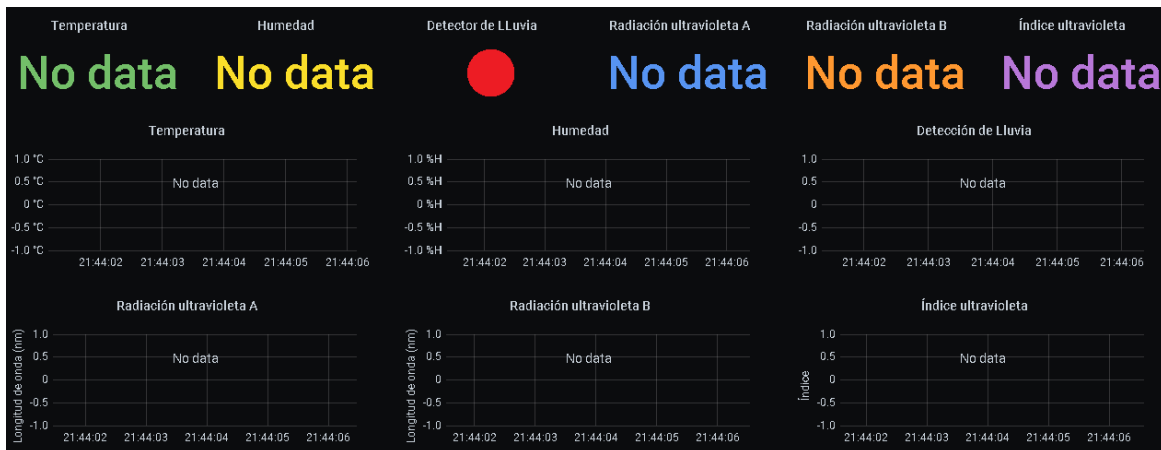 Temperatura
Humedad
Detector de LLuvia
Radiación ultravioleta A
Radiación ultravioleta B
Índice ultravioleta
No data
No data
No data
No data
No data
Temperatura
1.0 °C
0.5 °C
0 °C
-0.5 °C
-1.0 °C
No data
21:44:02 21:44:03 21:44:04 21:44:05 21:44:06
Humedad
1.0 %H
0.5 %H
0 %H
-0.5 %H
-1.0 %H
No data
21:44:02 21:44:03 21:44:04 21:44:05 21:44:06
Detección de Lluvia
1.0
0.5
0
-0.5
-1.0
No data
21:44:02 21:44:03 21:44:04 21:44:05 21:44:06
Radiación ultravioleta A
Longitud de onda (nm)
1.0
0.5
0
-0.5
-1.0
No data
21:44:02 21:44:03 21:44:04 21:44:05 21:44:06
Radiación ultravioleta B
Longitud de onda (nm)
1.0
0.5
0
-0.5
-1.0
No data
21:44:02 21:44:03 21:44:04 21:44:05 21:44:06
Índice ultravioleta
Índice
1.0
0.5
0
-0.5
-1.0
No data
21:44:02 21:44:03 21:44:04 21:44:05 21:44:06